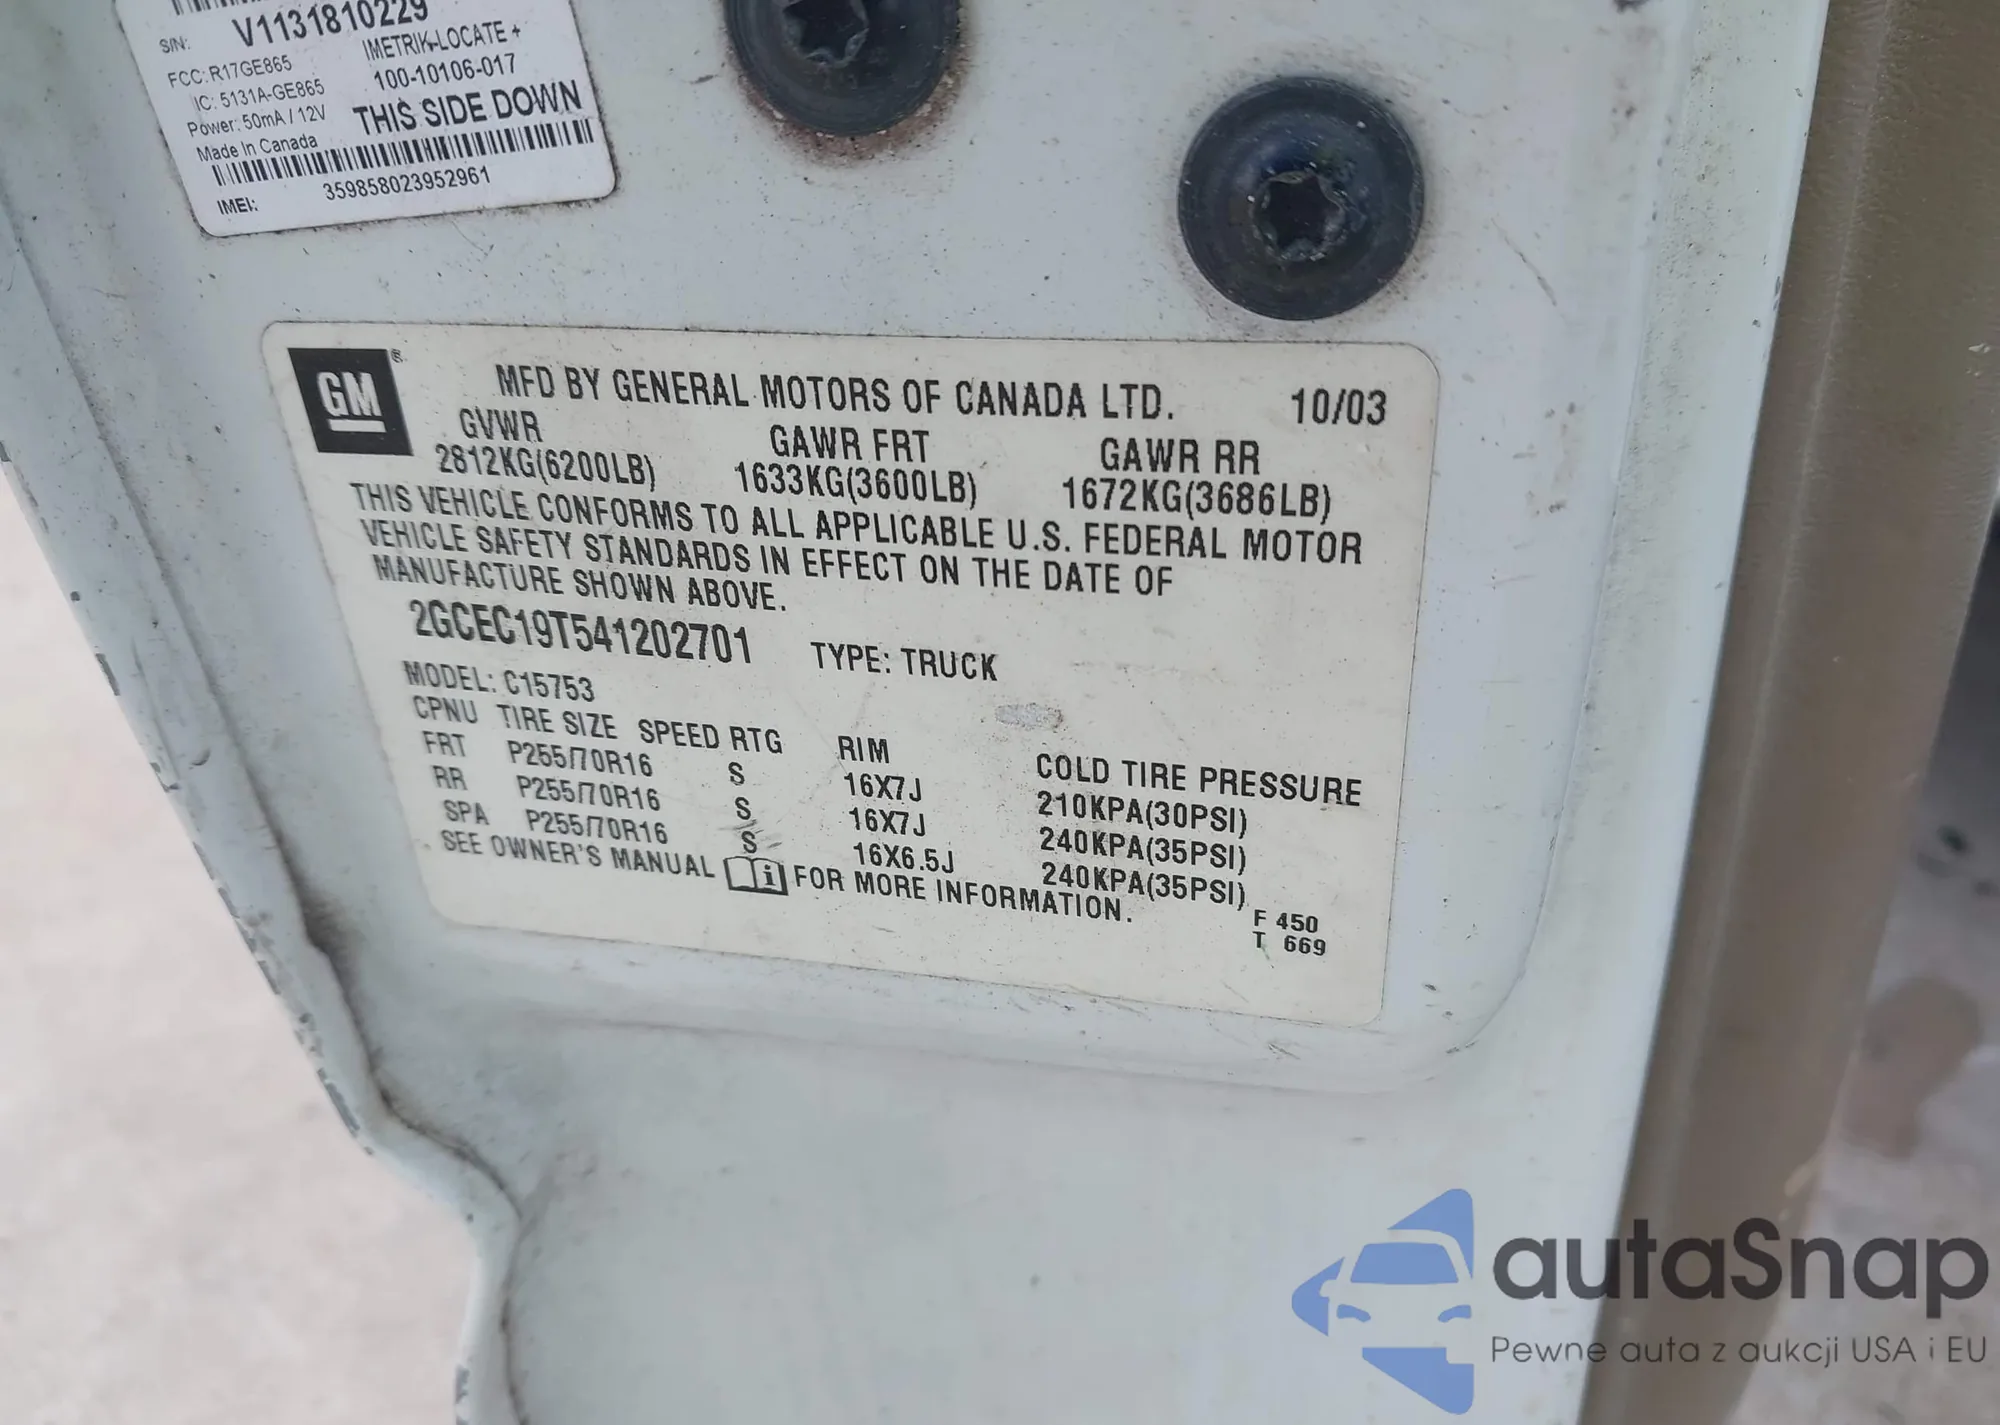 S/N: V1131810229
FCC: R17GE865 IMETRIK-LOCATE +
IC: 5131A-GE865 100-10106-017
Power: 50mA / 12V THIS SIDE DOWN
Made In Canada
IMEI: 359858023952961
GM®
MFD BY GENERAL MOTORS OF CANADA LTD. 10/03
GVWR GAWR FRT GAWR RR
2812KG(6200LB) 1633KG(3600LB) 1672KG(3686LB)
THIS VEHICLE CONFORMS TO ALL APPLICABLE U.S. FEDERAL MOTOR
VEHICLE SAFETY STANDARDS IN EFFECT ON THE DATE OF
MANUFACTURE SHOWN ABOVE.
2GCEC19T541202701 TYPE: TRUCK
MODEL: C15753
CPNU TIRE SIZE SPEED RTG RIM COLD TIRE PRESSURE
FRT P255/70R16 S 16X7J 210KPA(30PSI)
RR P255/70R16 S 16X7J 240KPA(35PSI)
SPA P255/70R16 S 16X6.5J 240KPA(35PSI)
SEE OWNER'S MANUAL i FOR MORE INFORMATION.
F 450
T 669
autaSnap
Pewne auta z aukcji USA i EU